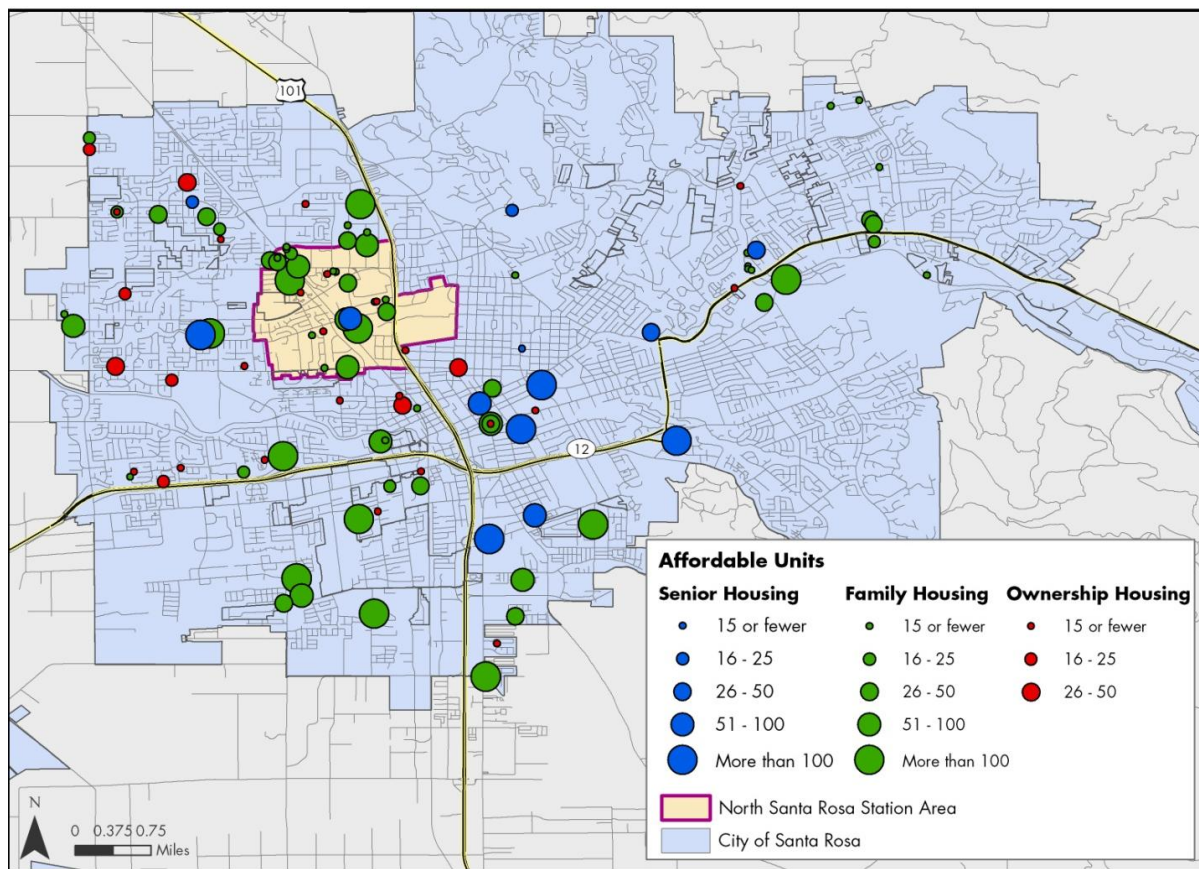 101
12
Affordable Units
Senior Housing Family Housing Ownership Housing
15 or fewer 15 or fewer 15 or fewer
16 - 25 16 - 25 16 - 25
26 - 50 26 - 50 26 - 50
51 - 100 51 - 100
More than 100 More than 100
North Santa Rosa Station Area
City of Santa Rosa
N
0 0.375 0.75
Miles